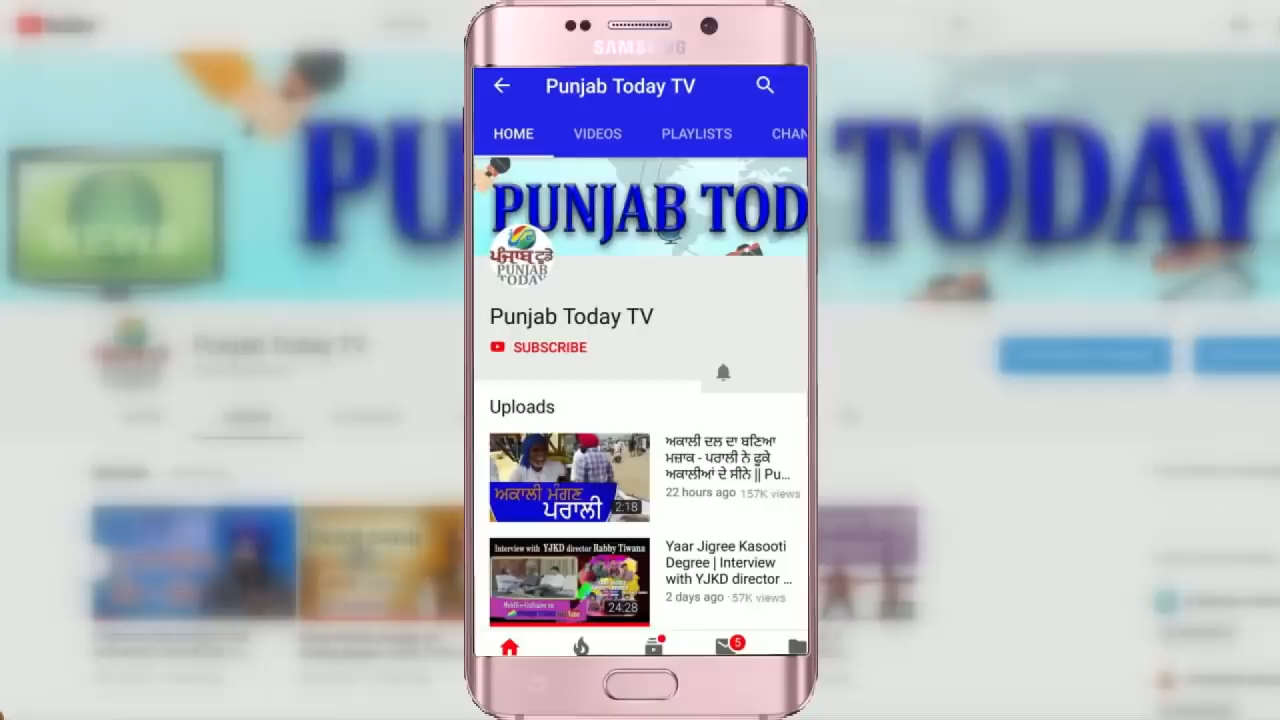 SAMSUNG
Punjab Today TV
HOME VIDEOS PLAYLISTS CHAN
PUNJAB TOD
ਪੰਜਾਬ ਟੂਡੇ
PUNJAB
TODAY
Punjab Today TV
SUBSCRIBE
Uploads
ਅਕਾਲੀ ਮੰਗਣ
ਪਰਾਲੀ
2:18
ਅਕਾਲੀ ਦਲ ਦਾ ਬਣਿਆ
ਮਜ਼ਾਕ - ਪਰਾਲੀ ਨੇ ਫੂਕੇ
ਅਕਾਲੀਆਂ ਦੇ ਸੀਨੇ || Pu...
22 hours ago 157K views
Interview with YJKD director Rabby Tiwana
24:28
Yaar Jigree Kasooti
Degree | Interview
with YJKD director ...
2 days ago · 57K views
5
PU
TODAY
NEWS
Punjab Today TV